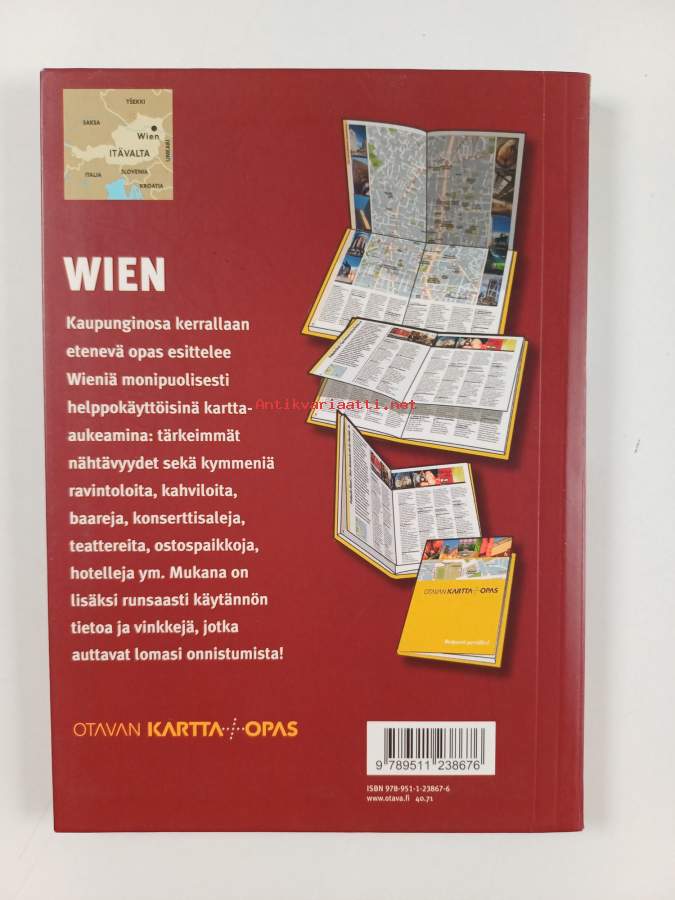 TŠEKKI
SAKSA
Wien
ITÄVALTA
UNKARI
ITALIA
SLOVENIA
KROATIA
WIEN
Kaupunginosa kerrallaan
etenevä opas esittelee
Wieniä monipuolisesti
helppokäyttöisinä kartta-
aukeamina: tärkeimmät
nähtävyydet sekä kymmeniä
ravintoloita, kahviloita,
baareja, konserttisaleja,
teattereita, ostospaikkoja,
hotelleja ym. Mukana on
lisäksi runsaasti käytännön
tietoa ja vinkkejä, jotka
auttavat lomasi onnistumista!
Antikvariaatti.net
OTAVAN KARTTA OPAS
OTAVAN KARTTA OPAS
9 789511 238676
ISBN 978-951-1-23867-6
www.otava.fi 40.71